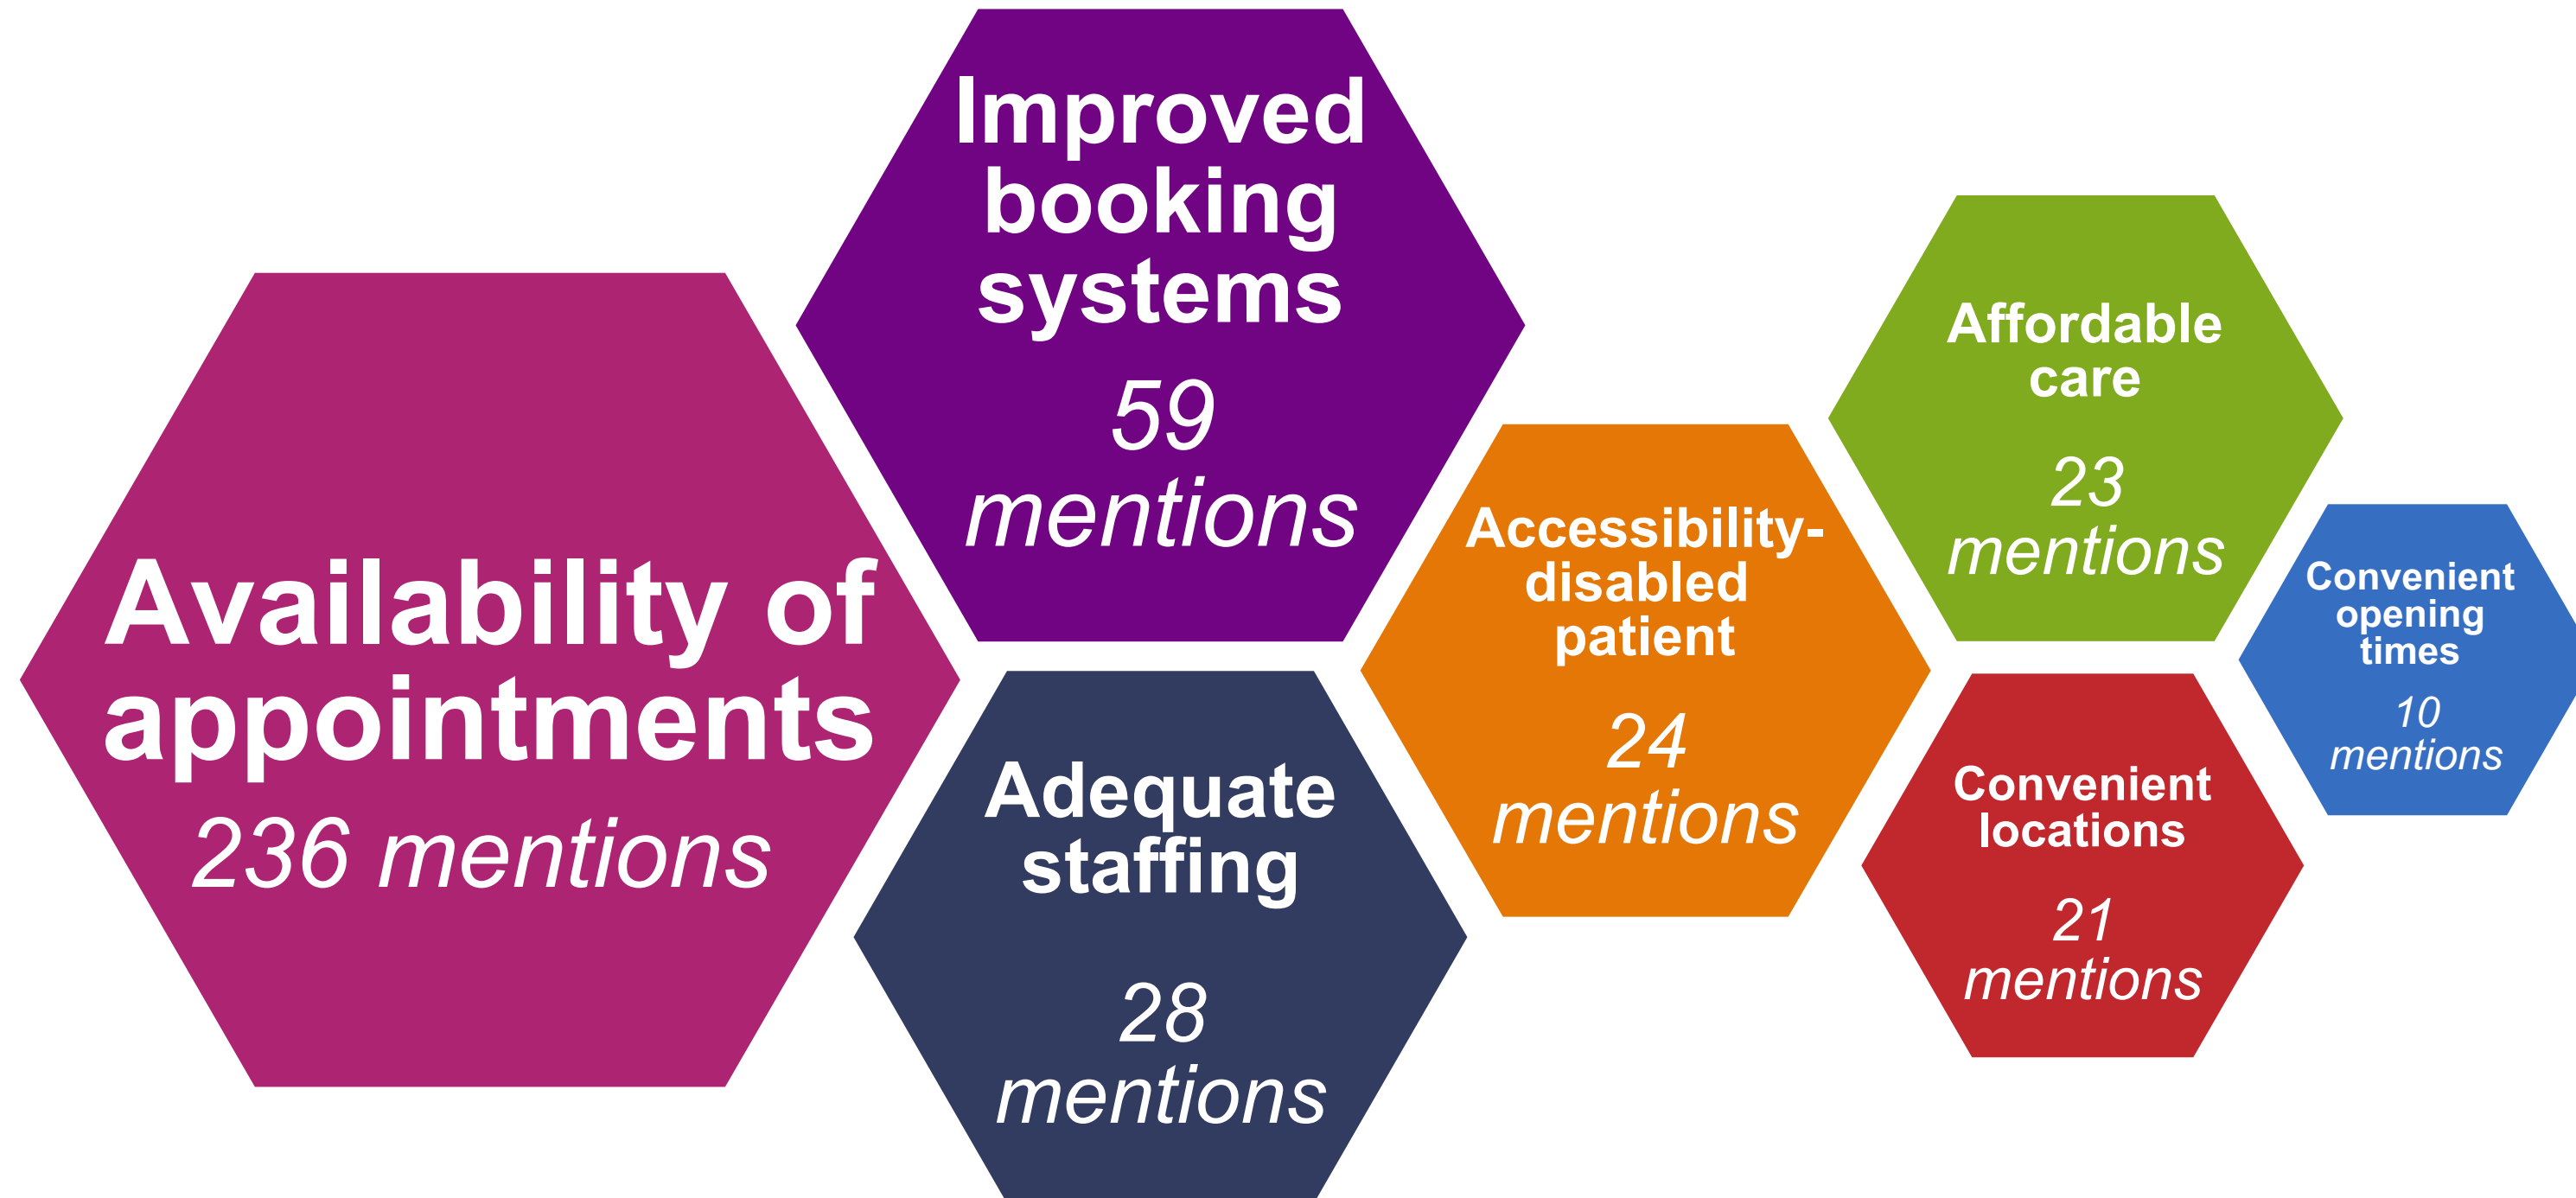 Availability of
appointments
236 mentions
Improved
booking
systems
59
mentions
Adequate
staffing
28
mentions
Accessibility-
disabled
patient
24
mentions
Affordable
care
23
mentions
Convenient
locations
21
mentions
Convenient
opening
times
10
mentions